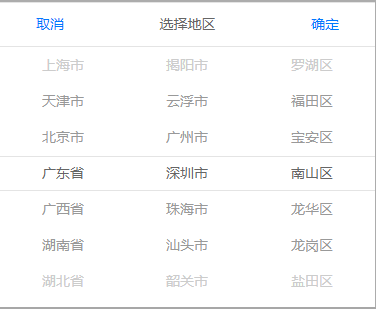 取消 选择地区 确定
上海市 揭阳市 罗湖区
天津市 云浮市 福田区
北京市 广州市 宝安区
广东省 深圳市 南山区
广西省 珠海市 龙华区
湖南省 汕头市 龙岗区
湖北省 韶关市 盐田区